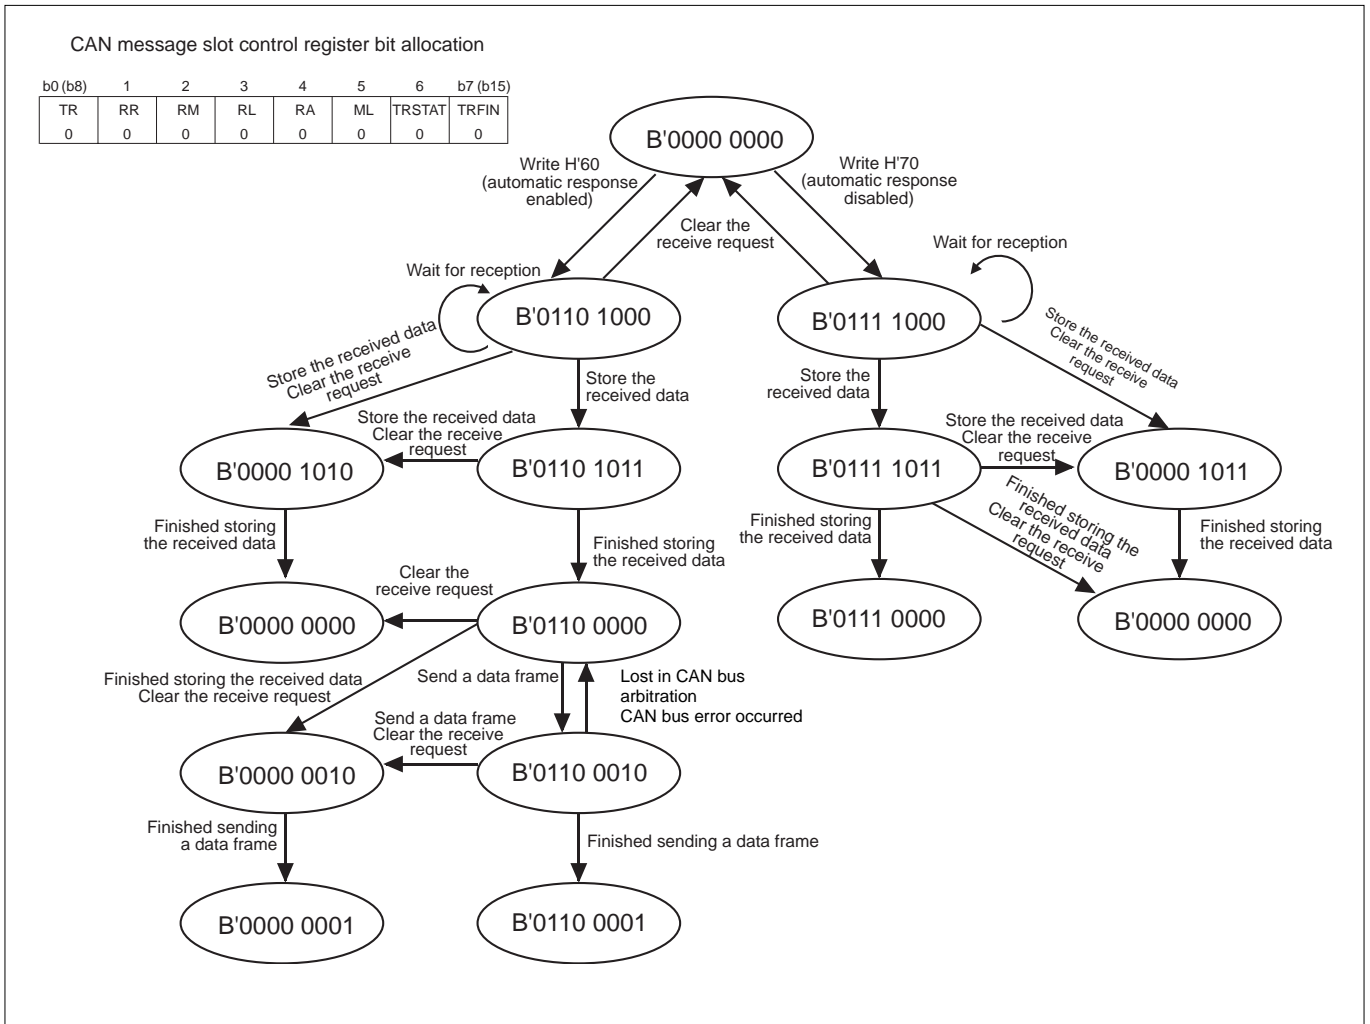 CAN message slot control register bit allocation
b0 (b8) 1 2 3 4 5 6 b7 (b15)
TR RR RM RL RA ML TRSTAT TRFIN
0 0 0 0 0 0 0 0
B'0000 0000
Write H'60
(automatic response
enabled)
Write H'70
(automatic response
disabled)
Clear the
receive request
Wait for reception
Wait for reception
B'0110 1000
B'0111 1000
Store the received data
Clear the receive
request
Store the
received data
Store the
received data
Store the received data
Clear the receive
request
Store the received data
Clear the receive
request
Store the received data
Clear the receive
request
B'0000 1010
B'0110 1011
B'0111 1011
B'0000 1011
Finished storing
the received data
Finished storing
the received data
Finished storing
the received data
Finished storing the
received data
Clear the receive
request
Finished storing
the received data
Clear the
receive request
B'0000 0000
B'0110 0000
B'0111 0000
B'0000 0000
Finished storing the received data
Clear the receive request
Send a data frame
Lost in CAN bus
arbitration
CAN bus error occurred
Send a data frame
Clear the receive
request
B'0000 0010
B'0110 0010
Finished sending
a data frame
Finished sending a data frame
B'0000 0001
B'0110 0001